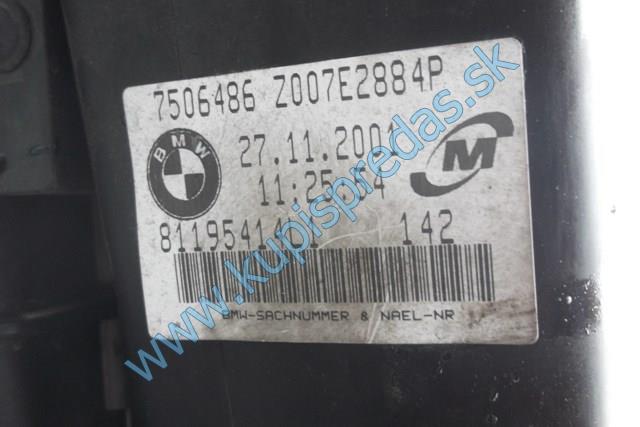 7506486 Z007E2884P
BMW
27.11.2001
M
11:25
142
BMW-SACHNUMMER & NAEL-NR
www.kupispredas.sk